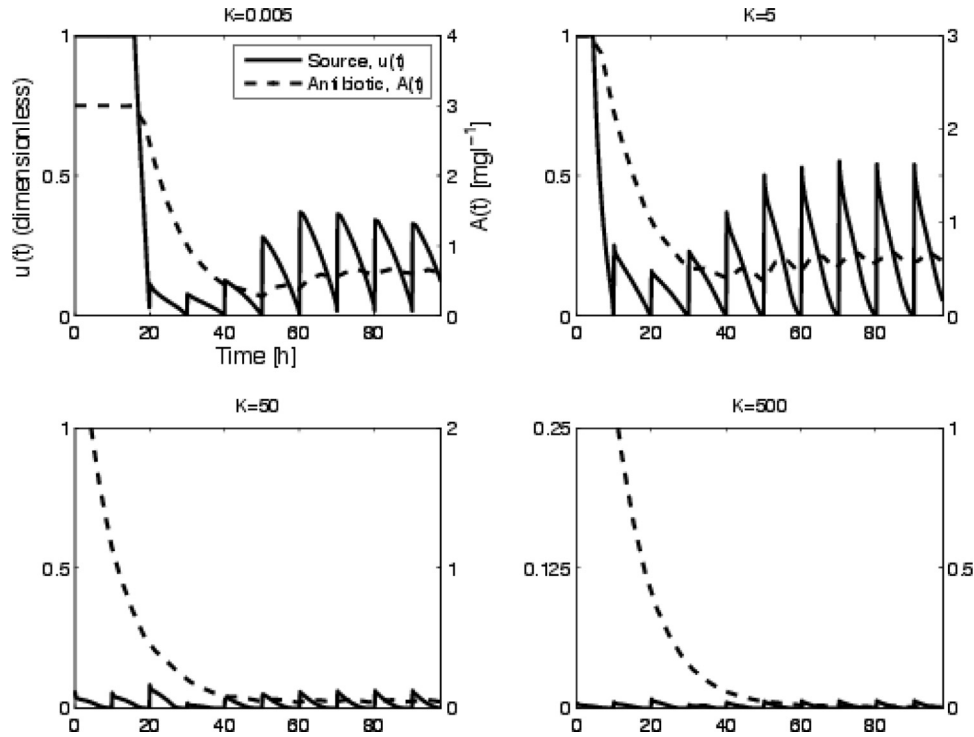 K=0.005
K=5
1
0.5
0
4
3
2
1
0
Source, u(t)
Antibiotic, A(t)
u(t) (dimensionless)
A(t) [mgl⁻¹]
0 20 40 60 80
Time [h]
1
0.5
0
3
2
1
0
0 20 40 60 80
K=50
K=500
1
0.5
0
2
1
0
0 20 40 60 80
0.25
0.125
0
1
0.5
0
0 20 40 60 80